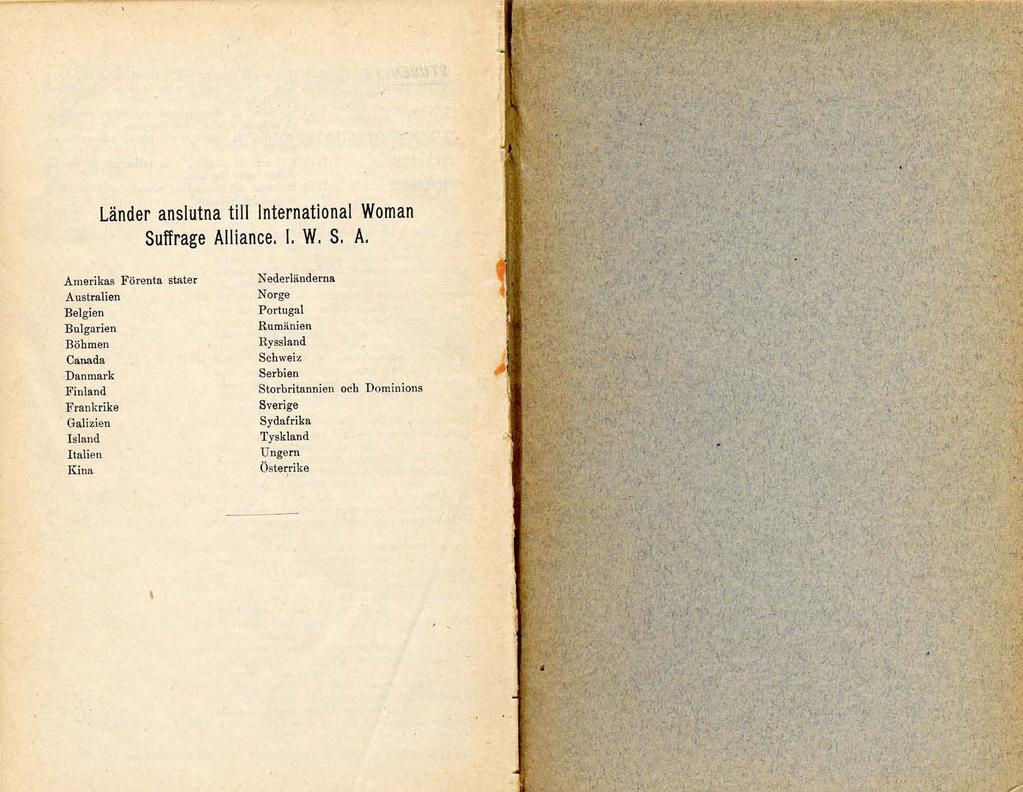 Länder anslutna till International Woman
Suffrage Alliance. I. W. S. A.
Amerikas Förenta stater
Australien
Belgien
Bulgarien
Böhmen
Canada
Danmark
Finland
Frankrike
Galizien
Island
Italien
Kina
Nederländerna
Norge
Portugal
Rumänien
Ryssland
Schweiz
Serbien
Storbritannien och Dominions
Sverige
Sydafrika
Tyskland
Ungern
Österrike